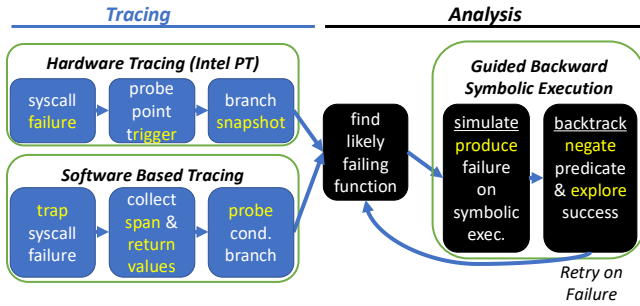 Tracing
Analysis
Hardware Tracing (Intel PT)
syscall
failure
probe
point
trigger
branch
snapshot
Software Based Tracing
trap
syscall
failure
collect
span &
return
values
probe
cond.
branch
find
likely
failing
function
Guided Backward
Symbolic Execution
simulate
produce
failure
on
symbolic
exec.
backtrack
negate
predicate
& explore
success
Retry on
Failure